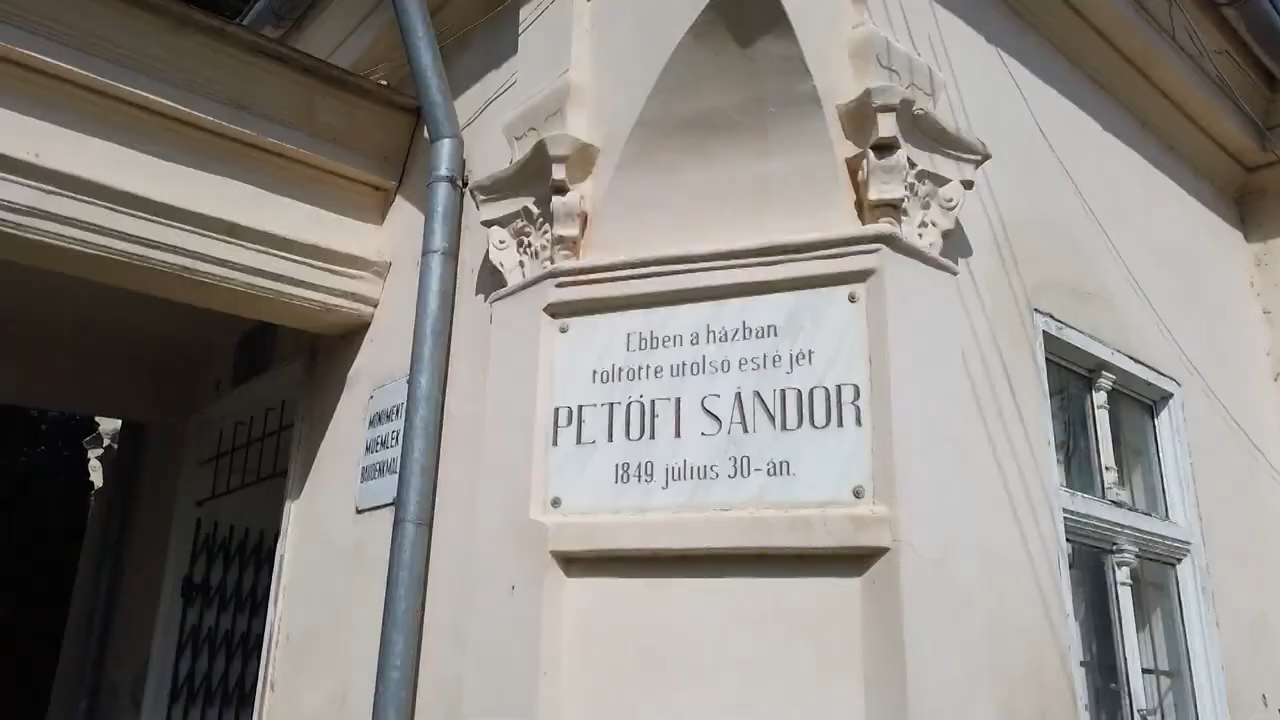 MONUMENT
MŰEMLÉK
BAUDENKMAL
Ebben a házban
töltötte utolsó estéjét
PETŐFI SÁNDOR
1849. július 30-án.